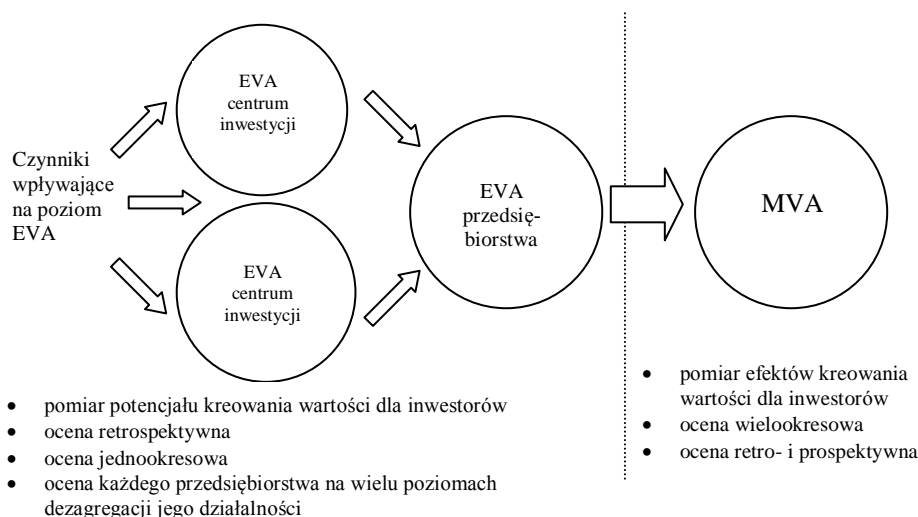 Czynniki
wpływające
na poziom
EVA
EVA
centrum
inwestycji
EVA
centrum
inwestycji
EVA
przedsię-
biorstwa
MVA
• pomiar potencjału kreowania wartości dla inwestorów
• ocena retrospektywna
• ocena jednookresowa
• ocena każdego przedsiębiorstwa na wielu poziomach
dezagregacji jego działalności
• pomiar efektów kreowania
wartości dla inwestorów
• ocena wielookresowa
• ocena retro- i prospektywna